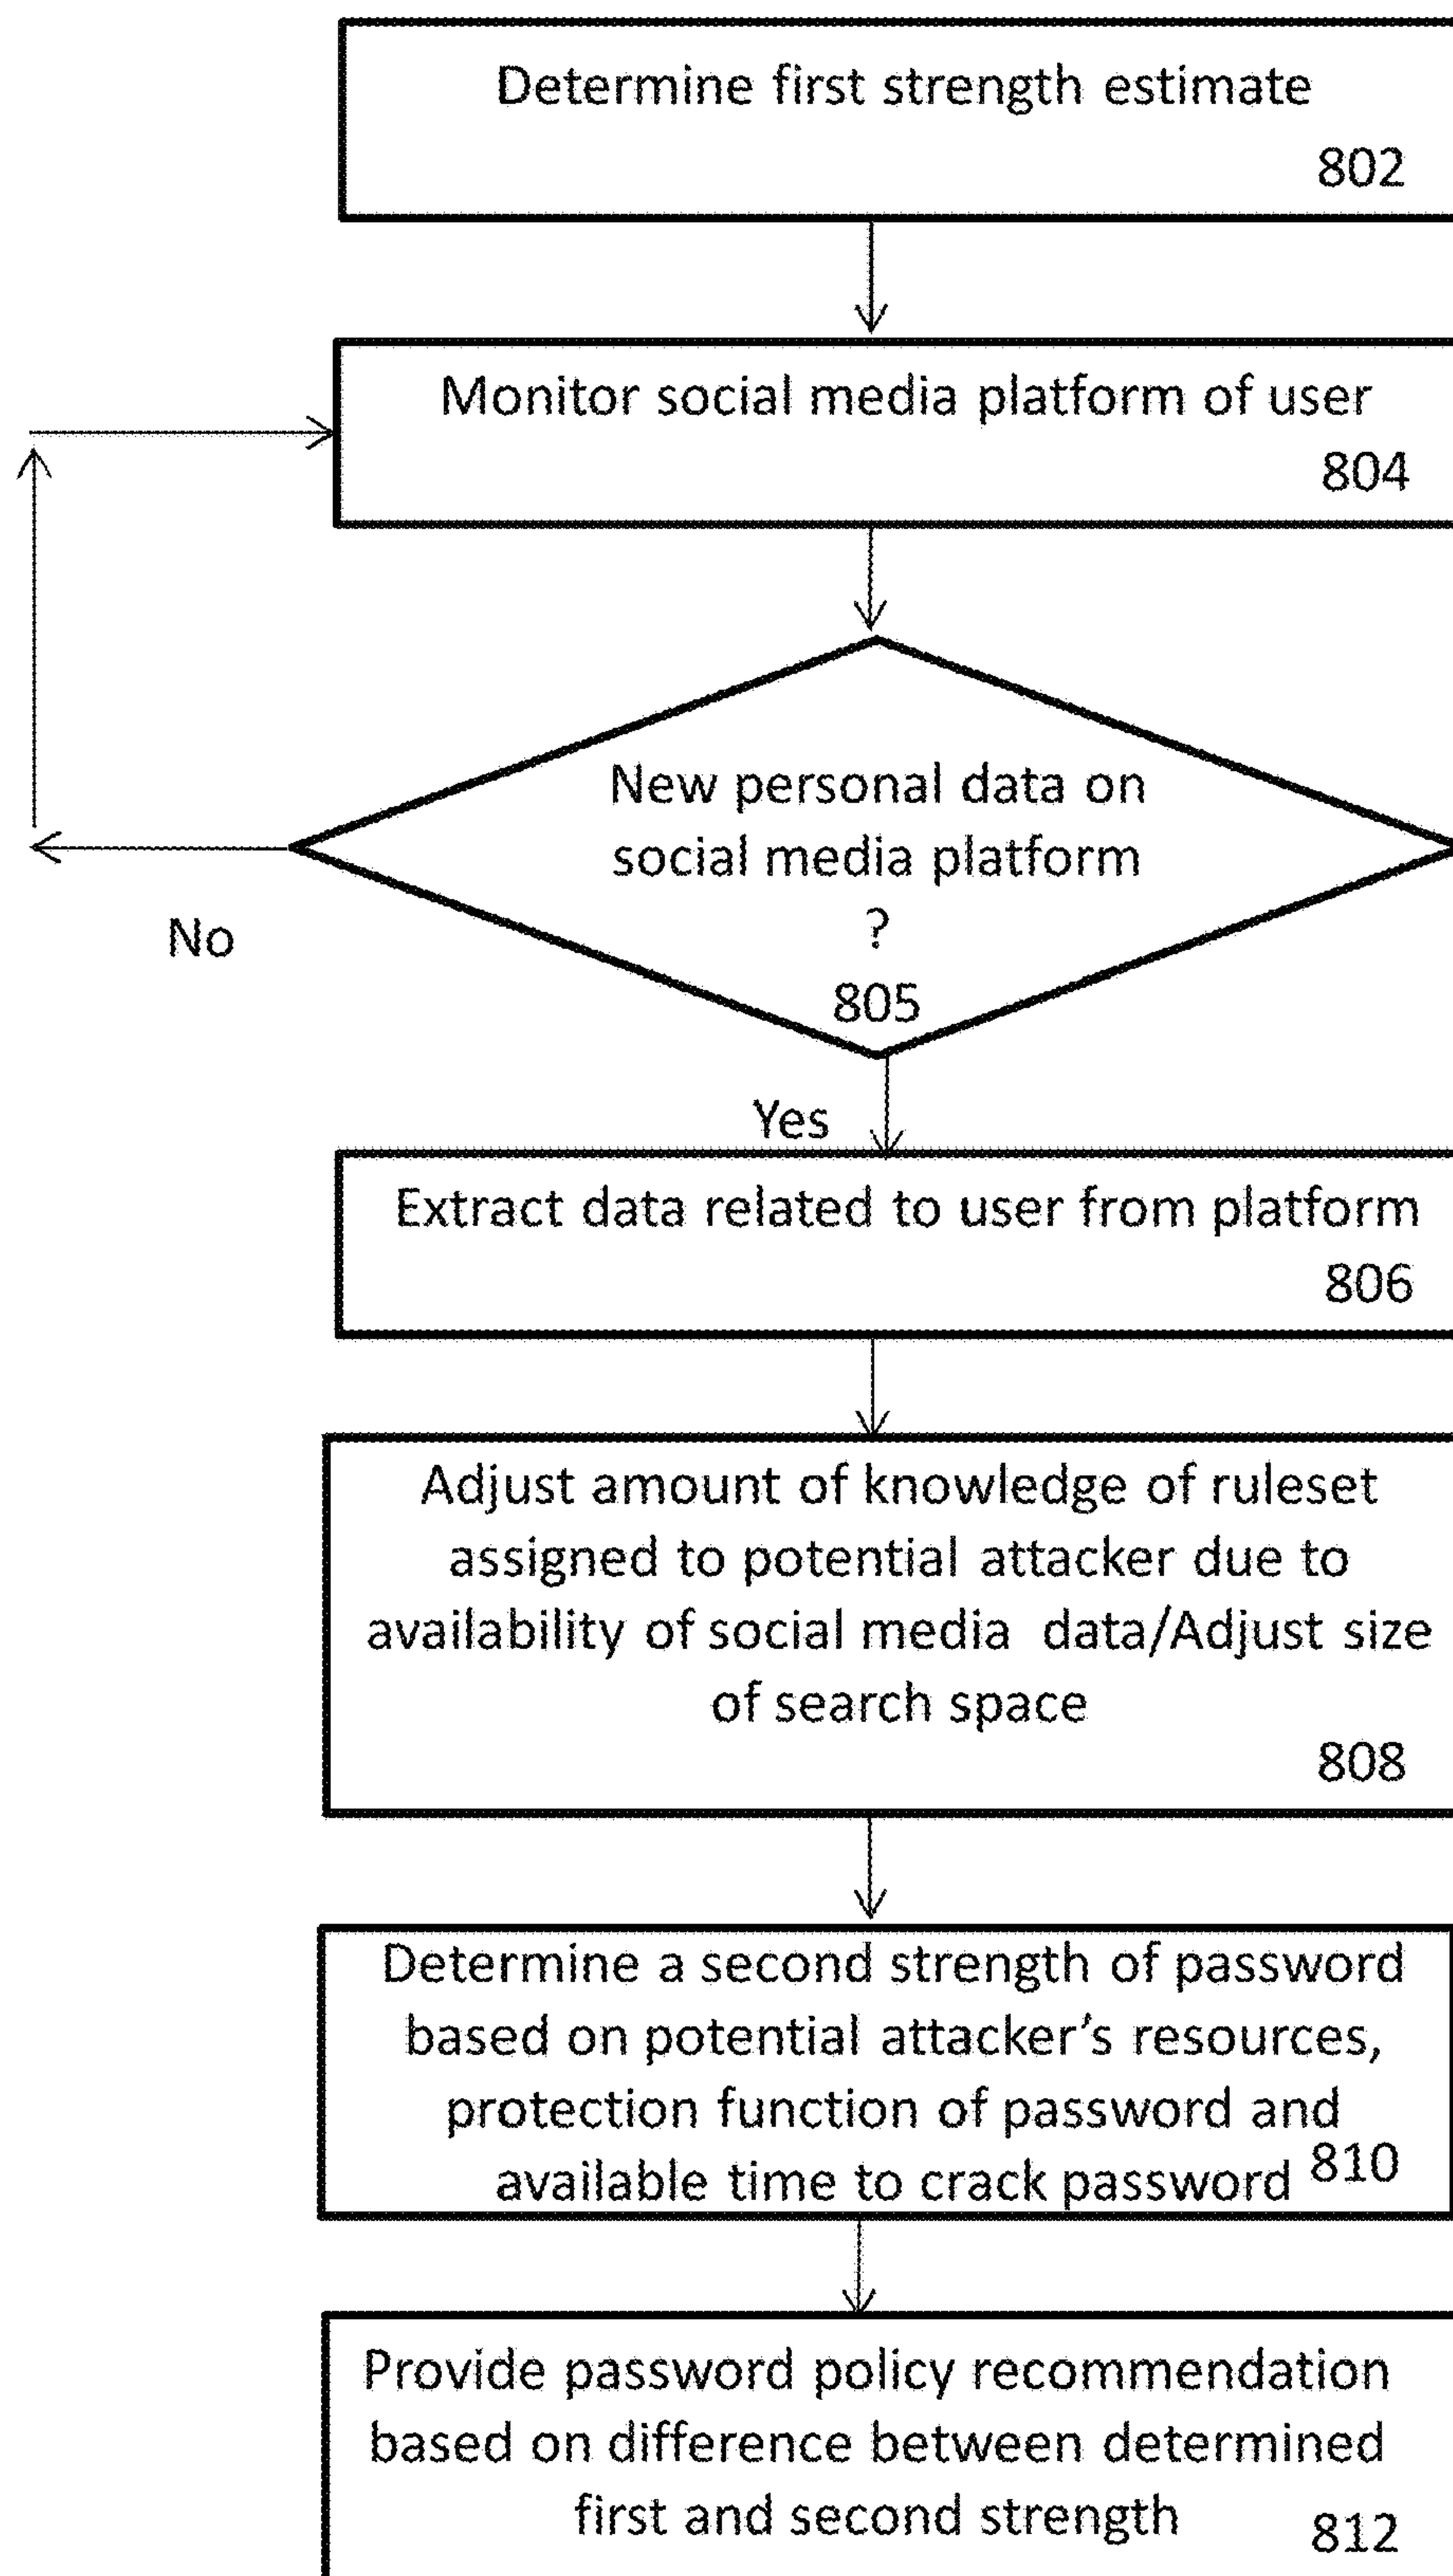 Determine first strength estimate
802
Monitor social media platform of user
804
New personal data on
social media platform
?
805
No
Yes
Extract data related to user from platform
806
Adjust amount of knowledge of ruleset
assigned to potential attacker due to
availability of social media data/Adjust size
of search space
808
Determine a second strength of password
based on potential attacker's resources,
protection function of password and
available time to crack password 810
Provide password policy recommendation
based on difference between determined
first and second strength 812